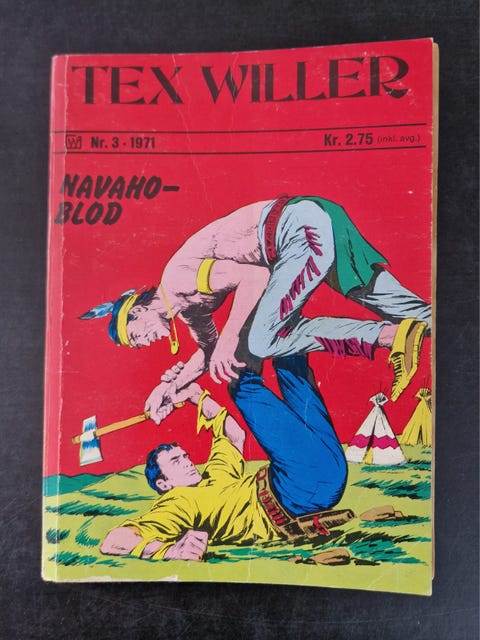 TEX WILLER
W Nr. 3 - 1971 Kr. 2.75 (inkl. avg.)
NAVAHO-
BLOD